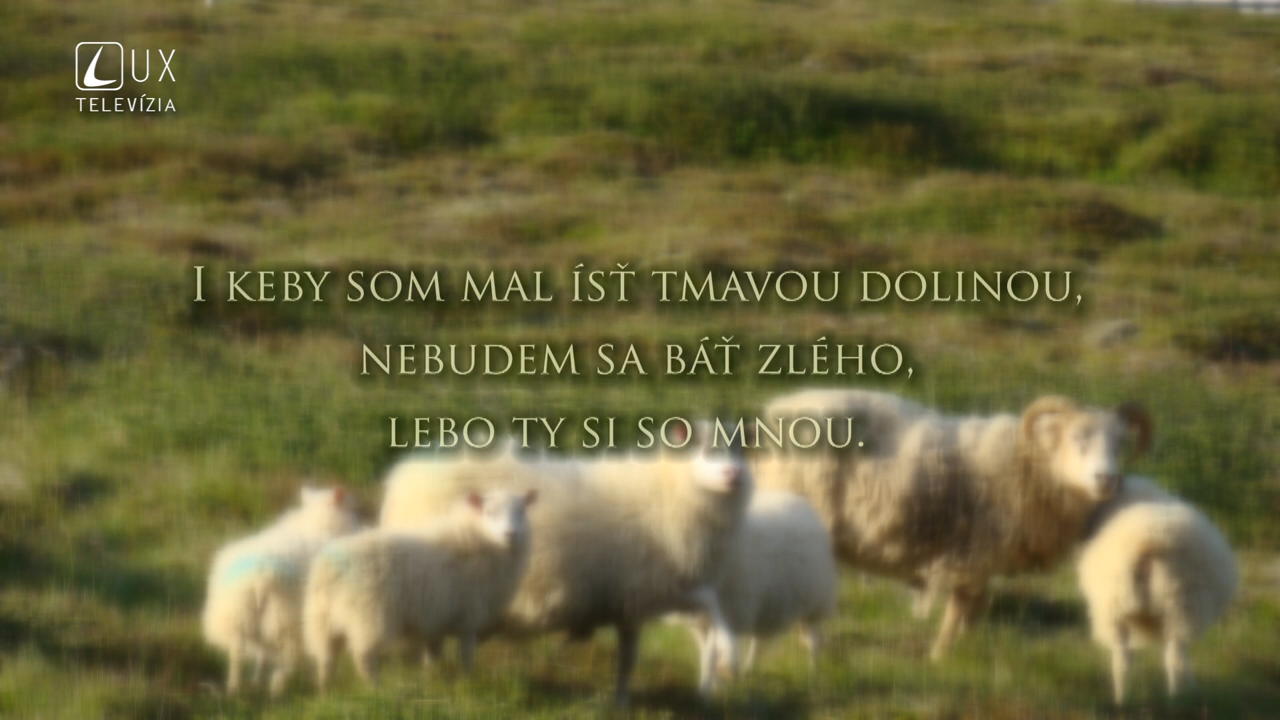 LUX
TELEVÍZIA
I KEBY SOM MAL ÍSŤ TMAVOU DOLINOU,
NEBUDEM SA BÁŤ ZLÉHO,
LEBO TY SI SO MNOU.